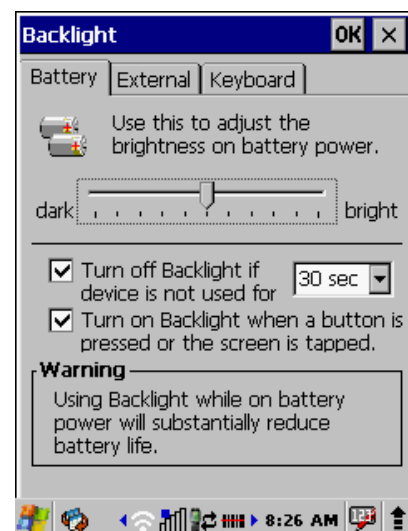 Backlight OK
Battery External Keyboard
Use this to adjust the
brightness on battery power.
dark bright
Turn off Backlight if
device is not used for
30 sec
Turn on Backlight when a button is
pressed or the screen is tapped.
Warning
Using Backlight while on battery
power will substantially reduce
battery life.
8:26 AM
123